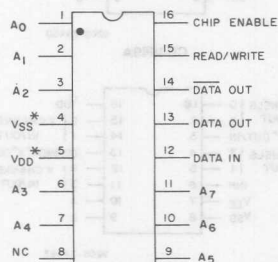 A0 1 16 CHIP ENABLE
A1 2 15 READ/WRITE
A2 3 14 D̅A̅T̅A̅ OUT
VSS* 4 13 DATA OUT
VDD* 5 12 DATA IN
A3 6 11 A7
A4 7 10 A6
NC 8 9 A5